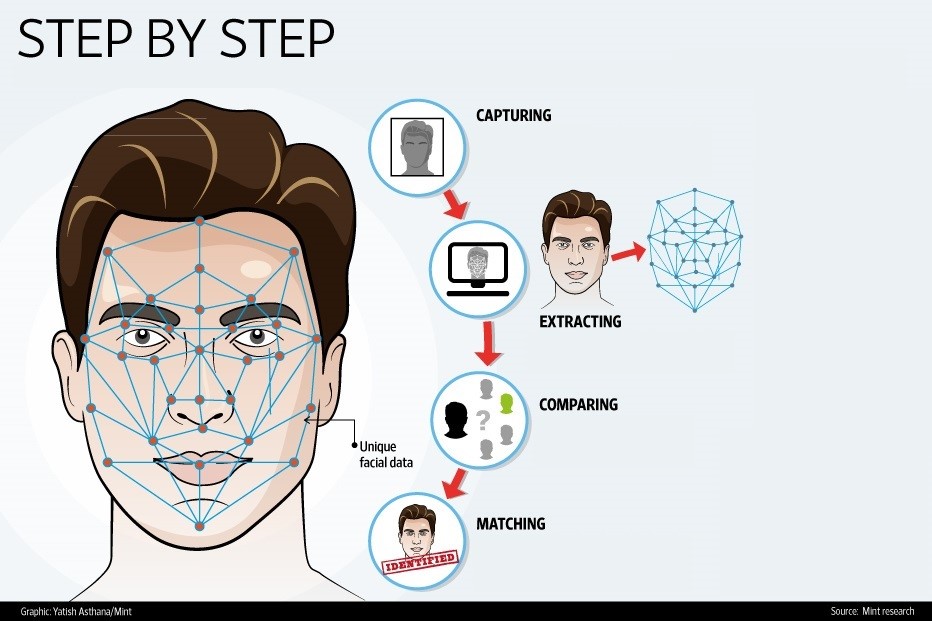 STEP BY STEP
CAPTURING
EXTRACTING
COMPARING
?
Unique
facial data
MATCHING
IDENTIFIED
Graphic: Yatish Asthana/Mint
Source: Mint research